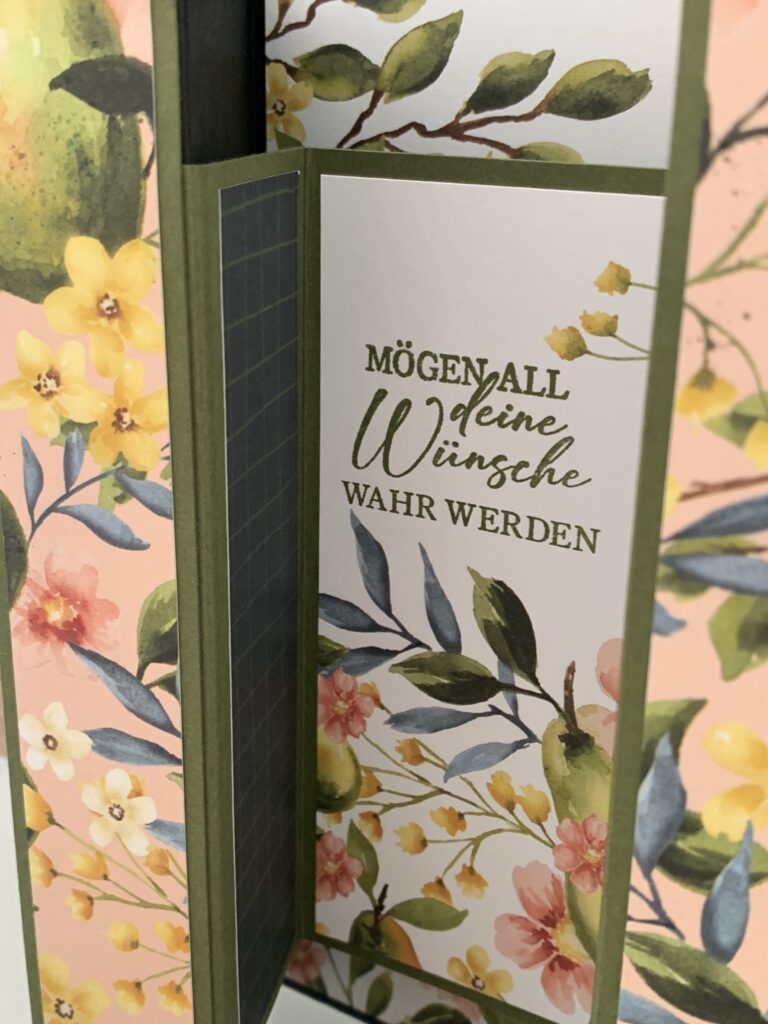 MÖGEN ALL
deine
Wünsche
WAHR WERDEN